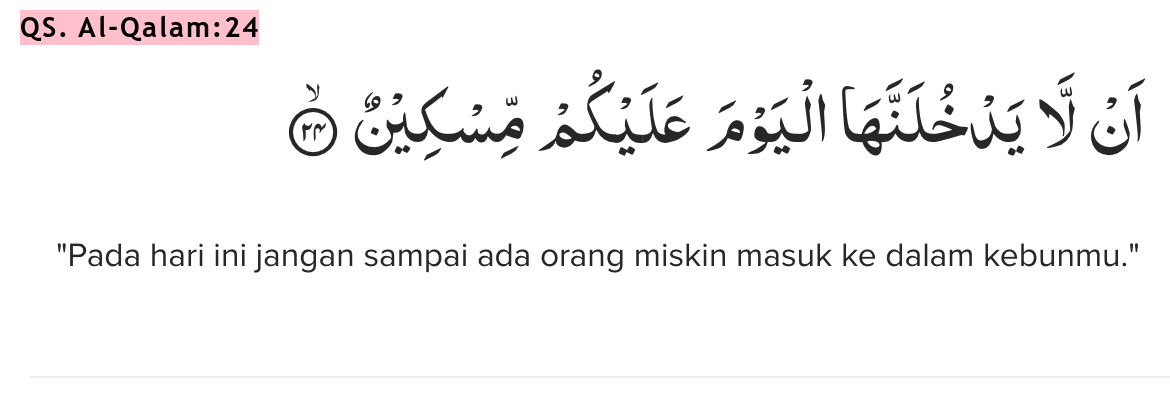 QS. Al-Qalam:24
اَنْ لَّا يَدْخُلَنَّهَا الْيَوْمَ عَلَيْكُمْ مِّسْكِيْنٌۙ ٢٤
"Pada hari ini jangan sampai ada orang miskin masuk ke dalam kebunmu."